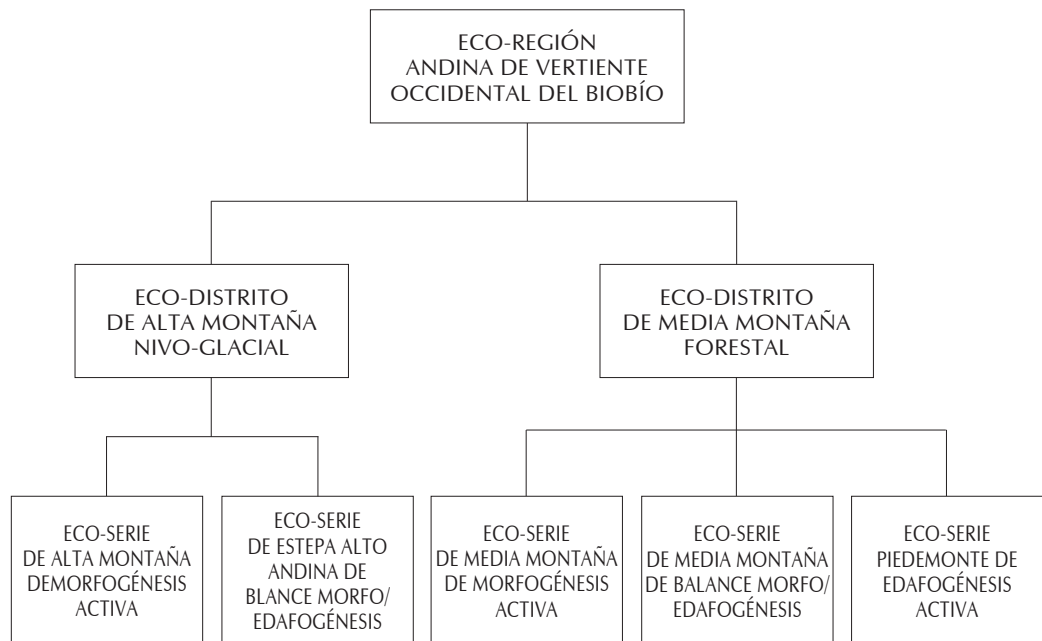 ECO-REGIÓN
ANDINA DE VERTIENTE
OCCIDENTAL DEL BIOBÍO
ECO-DISTRITO
DE ALTA MONTAÑA
NIVO-GLACIAL
ECO-DISTRITO
DE MEDIA MONTAÑA
FORESTAL
ECO-SERIE
DE ALTA MONTAÑA
DEMORFOGÉNESIS
ACTIVA
ECO-SERIE
DE ESTEPA ALTO
ANDINA DE
BLANCE MORFO/
EDAFOGÉNESIS
ECO-SERIE
DE MEDIA MONTAÑA
DE MORFOGÉNESIS
ACTIVA
ECO-SERIE
DE MEDIA MONTAÑA
DE BALANCE MORFO/
EDAFOGÉNESIS
ECO-SERIE
PIEDEMONTE DE
EDAFOGÉNESIS
ACTIVA